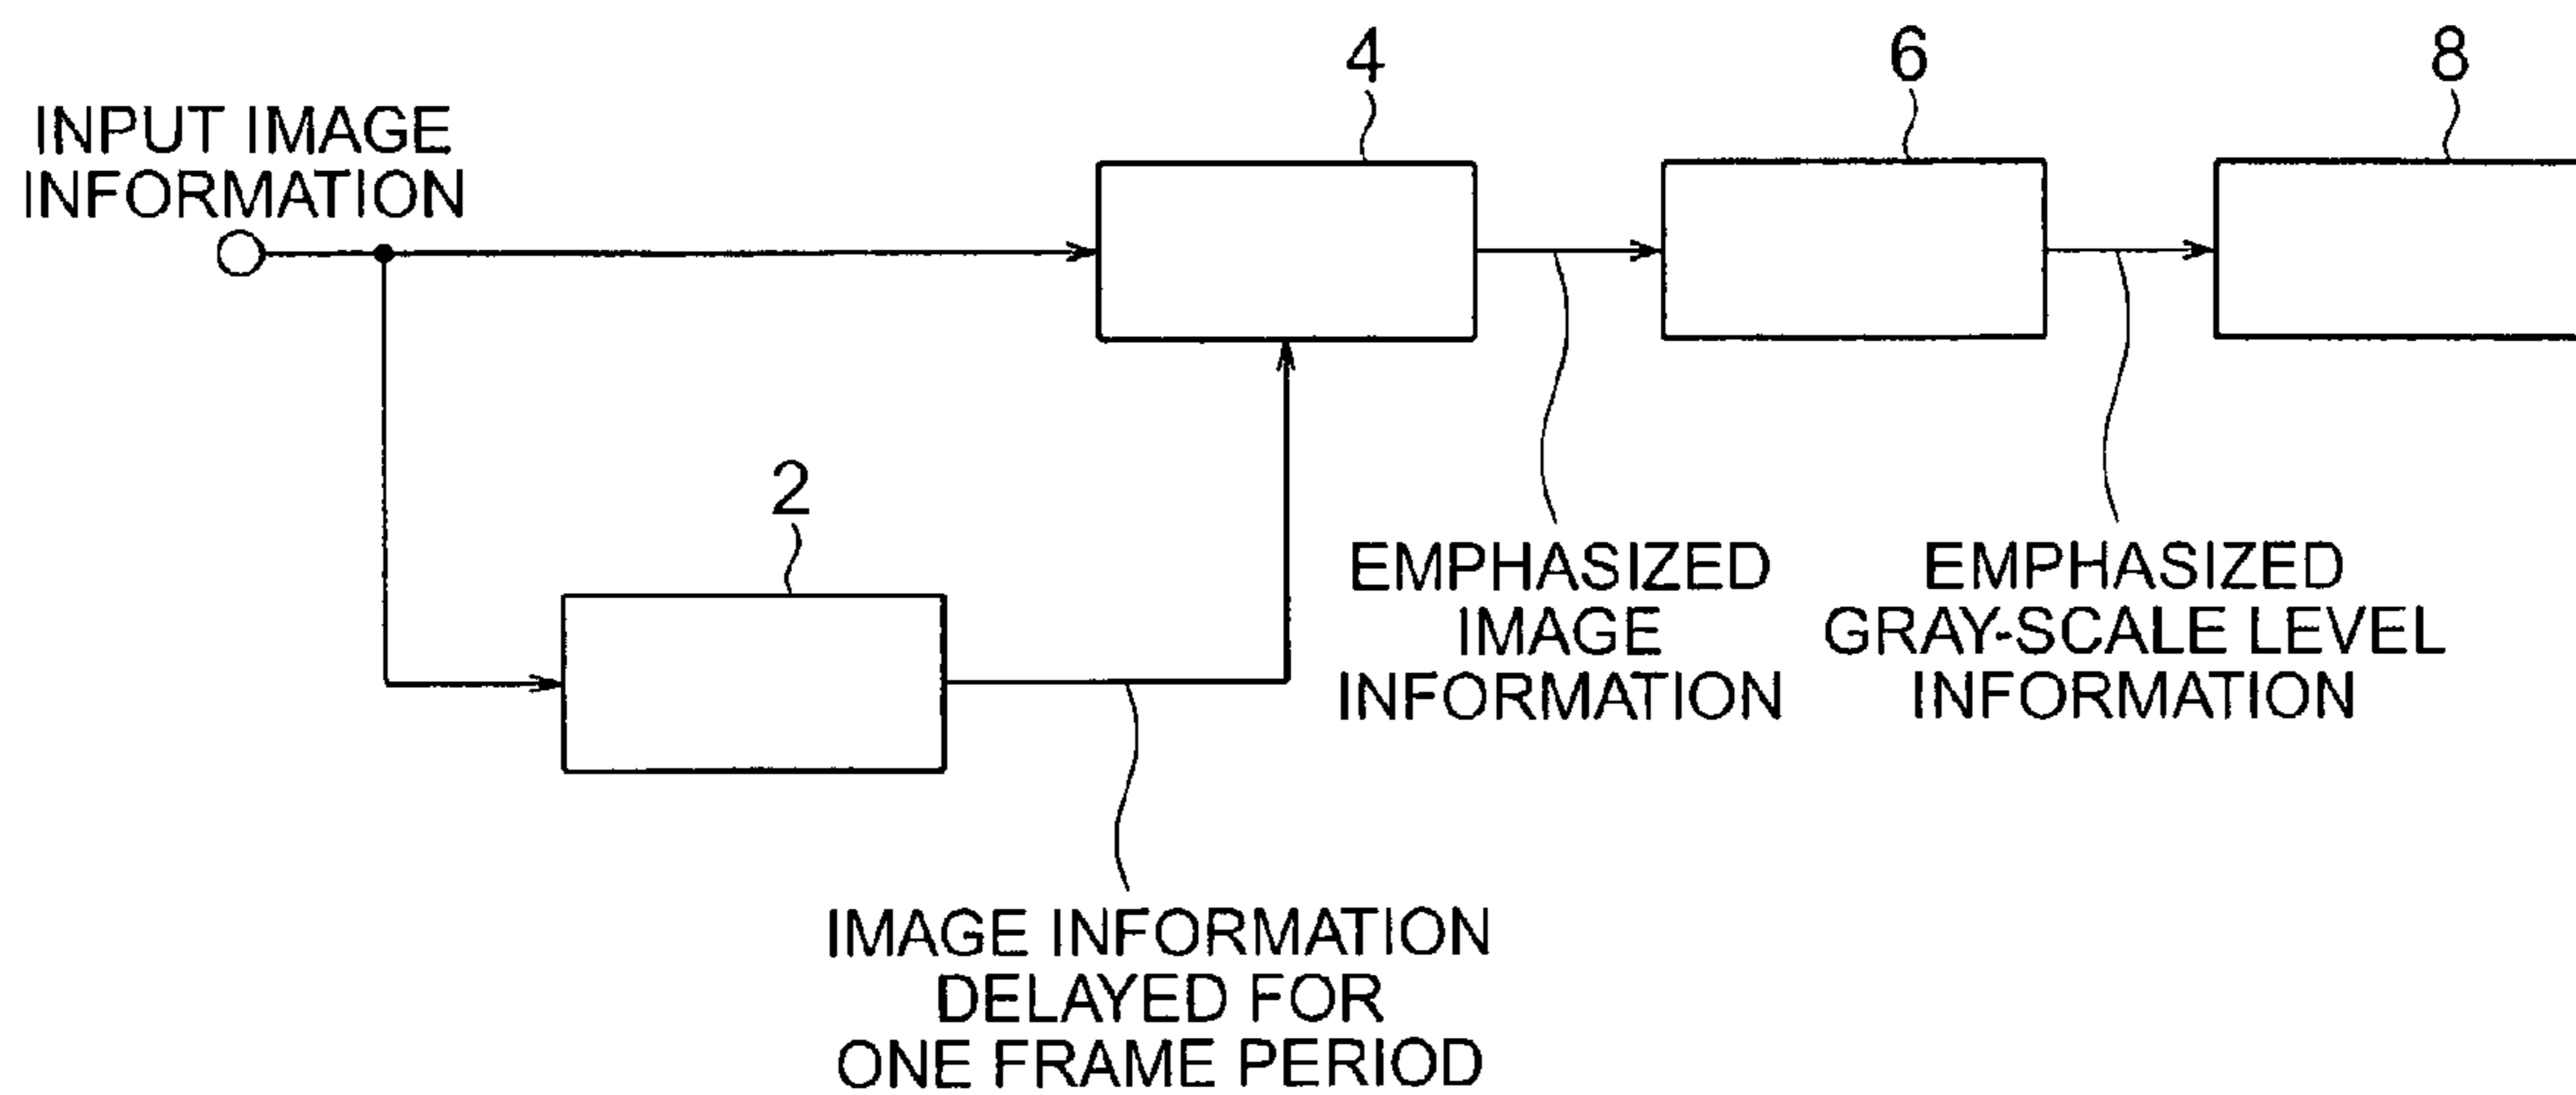 4
6
8
INPUT IMAGE
INFORMATION
2
EMPHASIZED
IMAGE
INFORMATION
EMPHASIZED
GRAY-SCALE LEVEL
INFORMATION
IMAGE INFORMATION
DELAYED FOR
ONE FRAME PERIOD